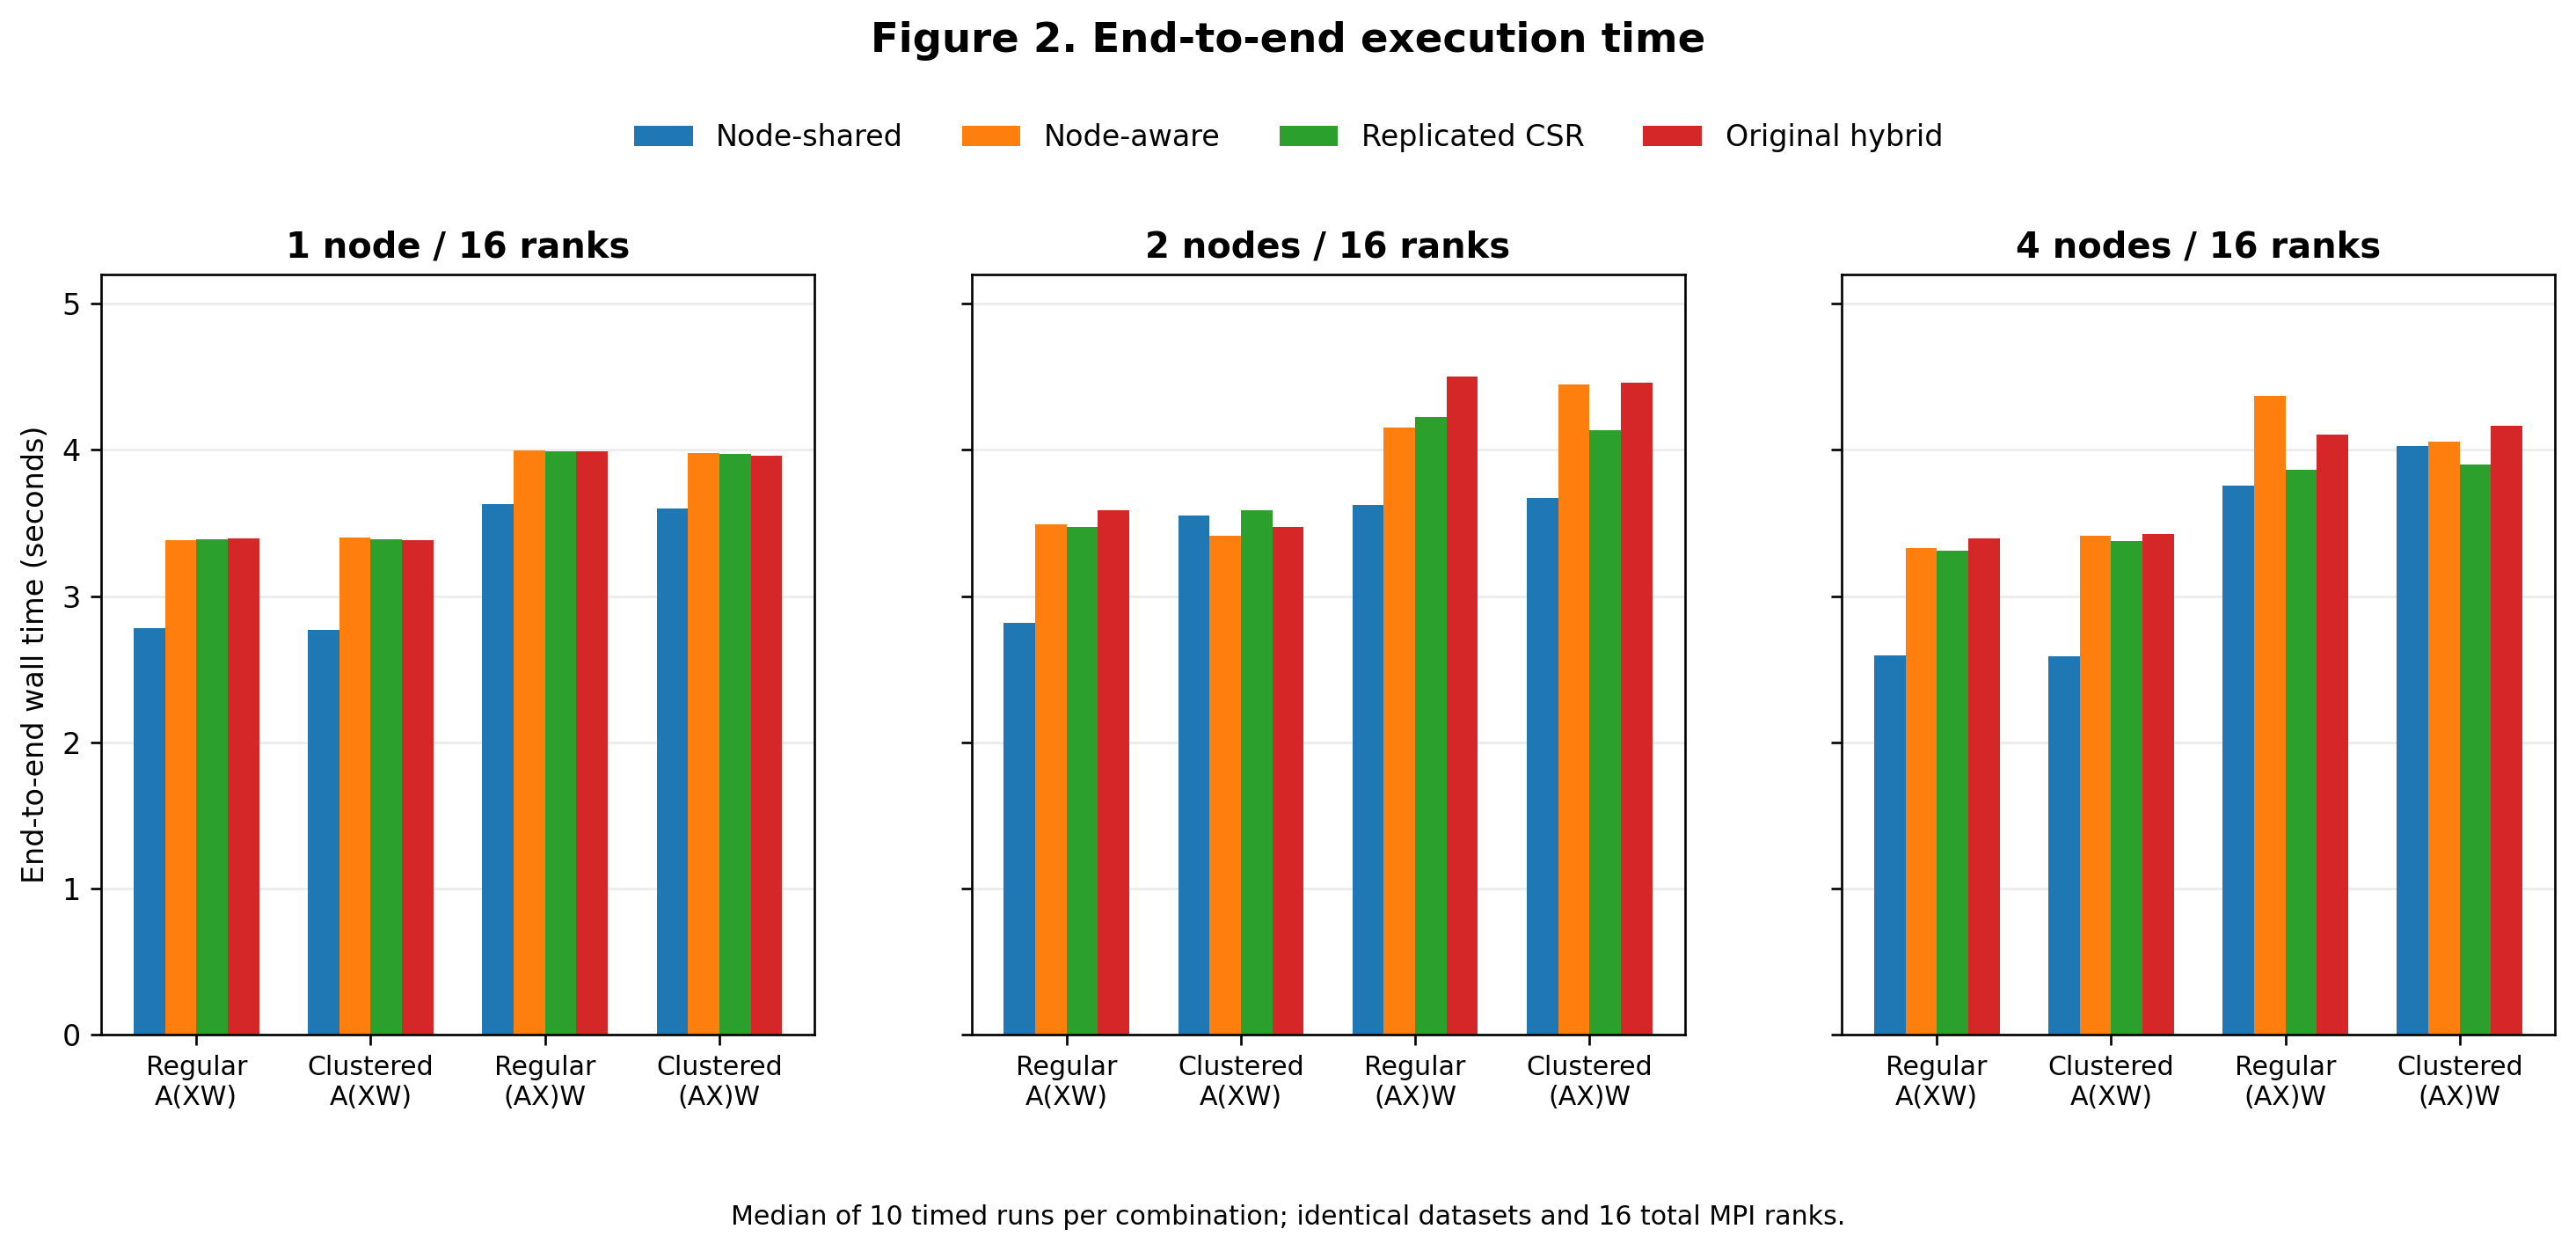 Figure 2. End-to-end execution time
Node-shared Node-aware Replicated CSR Original hybrid
1 node / 16 ranks
End-to-end wall time (seconds)
5
4
3
2
1
0
Regular Clustered Regular Clustered
A(XW) A(XW) (AX)W (AX)W
2 nodes / 16 ranks
Regular Clustered Regular Clustered
A(XW) A(XW) (AX)W (AX)W
4 nodes / 16 ranks
Regular Clustered Regular Clustered
A(XW) A(XW) (AX)W (AX)W
Median of 10 timed runs per combination; identical datasets and 16 total MPI ranks.